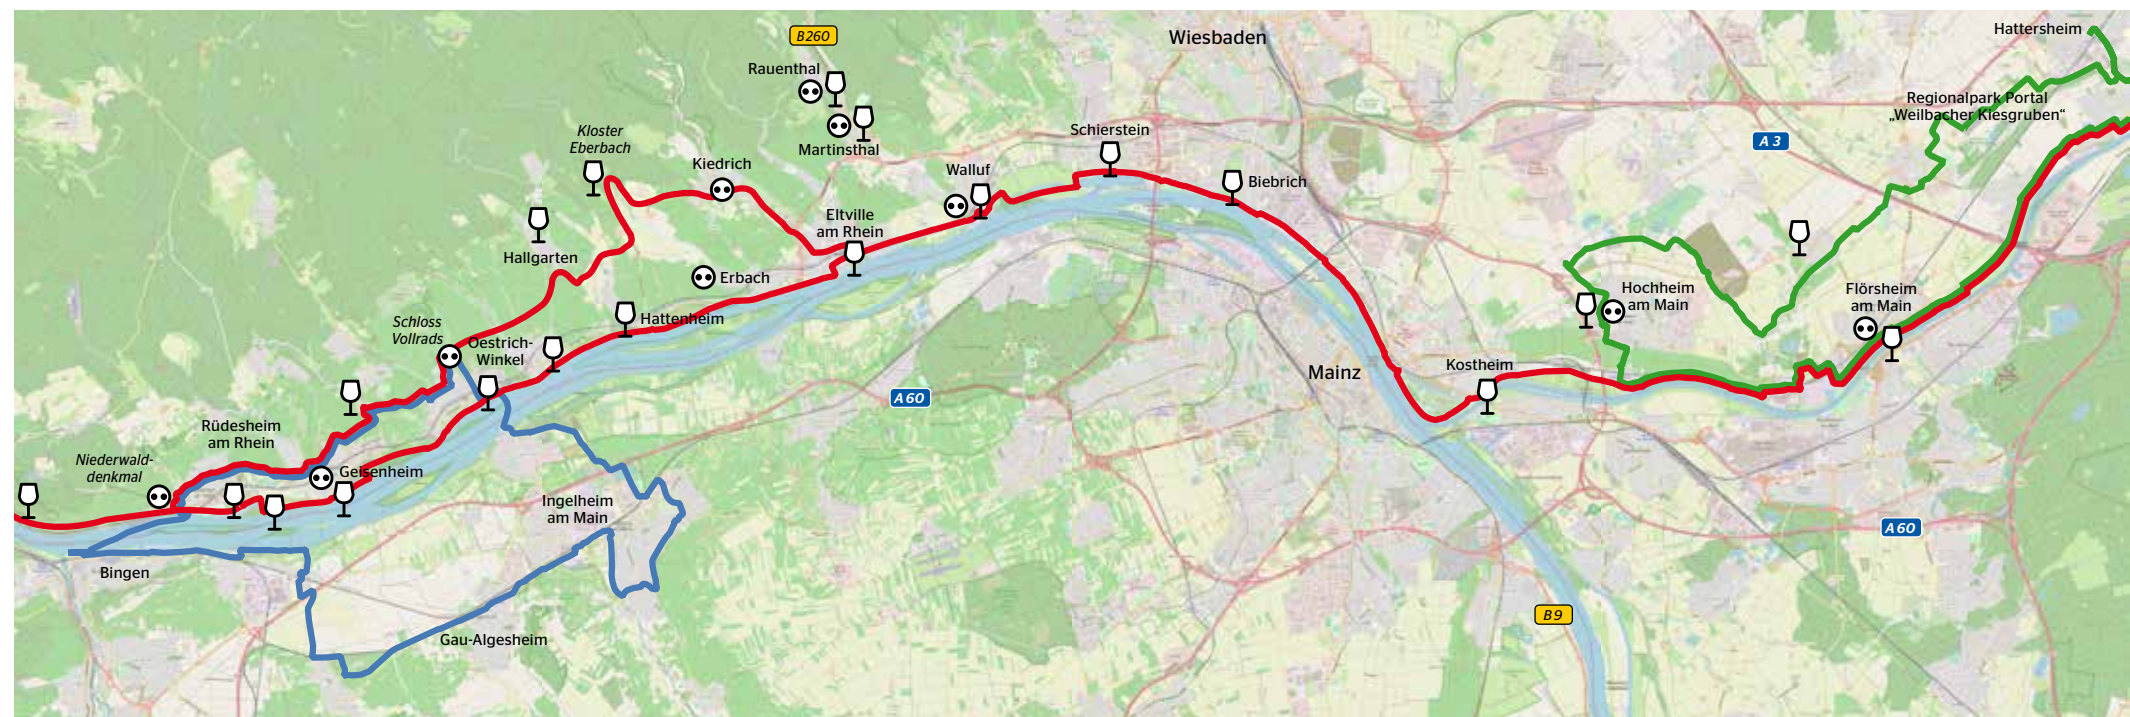 Hattersheim
Wiesbaden
B260
Rauenthal
Regionalpark Portal
„Weilbacher Kiesgruben“
Kloster
Eberbach
Schierstein
A 3
Martinsthal
Kiedrich
Walluf
Biebrich
Eltville
am Rhein
Hallgarten
Erbach
Hochheim
am Main
Flörsheim
am Main
Hattenheim
Schloss
Vollrads
Oestrich-
Winkel
Kostheim
Mainz
A 60
Rüdesheim
am Rhein
Niederwald-
denkmal
Geisenheim
Ingelheim
am Main
A 60
Bingen
B 9
Gau-Algesheim